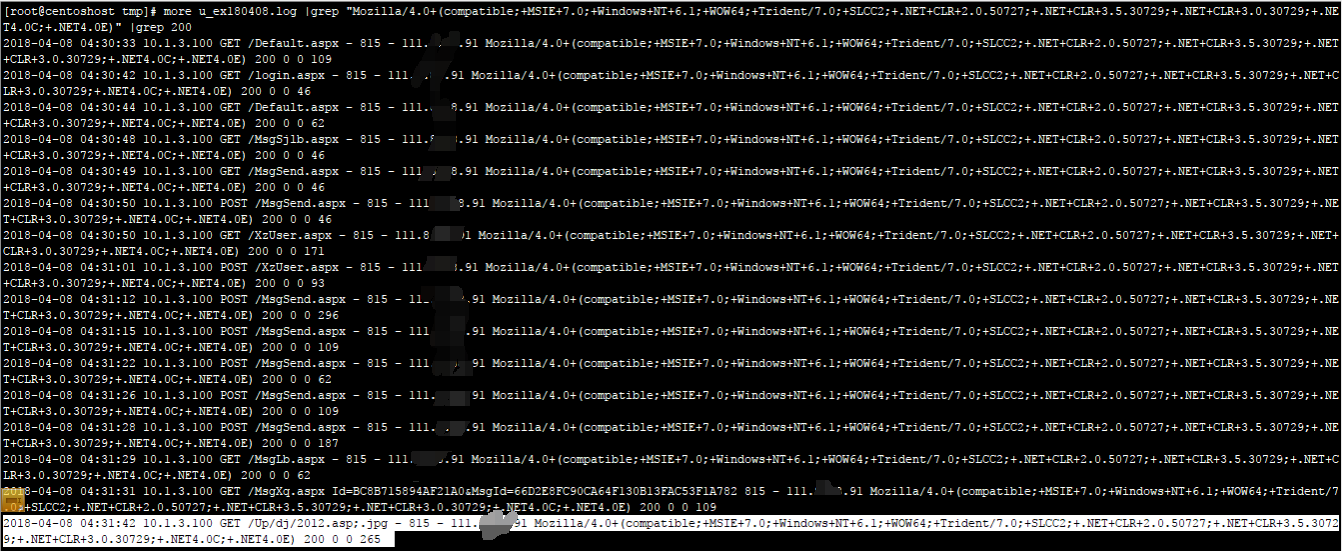 [root@centoshost tmp]# more u_ex180408.log |grep "Mozilla/4.0+(compatible;+MSIE+7.0;+Windows+NT+6.1;+WOW64;+Trident/7.0;+SLCC2;+.NET+CLR+2.0.50727;+.NET+CLR+3.5.30729;+.NET+CLR+3.0.30729;+.NE
T4.0C;+.NET4.0E)" |grep 200
2018-04-08 04:30:33 10.1.3.100 GET /Default.aspx - 815 - 111. .91 Mozilla/4.0+(compatible;+MSIE+7.0;+Windows+NT+6.1;+WOW64;+Trident/7.0;+SLCC2;+.NET+CLR+2.0.50727;+.NET+CLR+3.5.30729;+.NET
+CLR+3.0.30729;+.NET4.0C;+.NET4.0E) 200 0 0 109
2018-04-08 04:30:42 10.1.3.100 GET /login.aspx - 815 - 111. .91 Mozilla/4.0+(compatible;+MSIE+7.0;+Windows+NT+6.1;+WOW64;+Trident/7.0;+SLCC2;+.NET+CLR+2.0.50727;+.NET+CLR+3.5.30729;+.NET+C
LR+3.0.30729;+.NET4.0C;+.NET4.0E) 200 0 0 46
2018-04-08 04:30:44 10.1.3.100 GET /Default.aspx - 815 - 111. 8.91 Mozilla/4.0+(compatible;+MSIE+7.0;+Windows+NT+6.1;+WOW64;+Trident/7.0;+SLCC2;+.NET+CLR+2.0.50727;+.NET+CLR+3.5.30729;+.NET
+CLR+3.0.30729;+.NET4.0C;+.NET4.0E) 200 0 0 62
2018-04-08 04:30:48 10.1.3.100 GET /MsgSjlb.aspx - 815 - 111.8 .91 Mozilla/4.0+(compatible;+MSIE+7.0;+Windows+NT+6.1;+WOW64;+Trident/7.0;+SLCC2;+.NET+CLR+2.0.50727;+.NET+CLR+3.5.30729;+.NET
+CLR+3.0.30729;+.NET4.0C;+.NET4.0E) 200 0 0 46
2018-04-08 04:30:49 10.1.3.100 GET /MsgSend.aspx - 815 - 111. 8.91 Mozilla/4.0+(compatible;+MSIE+7.0;+Windows+NT+6.1;+WOW64;+Trident/7.0;+SLCC2;+.NET+CLR+2.0.50727;+.NET+CLR+3.5.30729;+.NET
+CLR+3.0.30729;+.NET4.0C;+.NET4.0E) 200 0 0 46
2018-04-08 04:30:50 10.1.3.100 POST /MsgSend.aspx - 815 - 111 8.91 Mozilla/4.0+(compatible;+MSIE+7.0;+Windows+NT+6.1;+WOW64;+Trident/7.0;+SLCC2;+.NET+CLR+2.0.50727;+.NET+CLR+3.5.30729;+.NE
T+CLR+3.0.30729;+.NET4.0C;+.NET4.0E) 200 0 0 46
2018-04-08 04:30:50 10.1.3.100 GET /XzUser.aspx - 815 - 111.8 91 Mozilla/4.0+(compatible;+MSIE+7.0;+Windows+NT+6.1;+WOW64;+Trident/7.0;+SLCC2;+.NET+CLR+2.0.50727;+.NET+CLR+3.5.30729;+.NET+
CLR+3.0.30729;+.NET4.0C;+.NET4.0E) 200 0 0 171
2018-04-08 04:31:01 10.1.3.100 POST /XzUser.aspx - 815 - 111 .91 Mozilla/4.0+(compatible;+MSIE+7.0;+Windows+NT+6.1;+WOW64;+Trident/7.0;+SLCC2;+.NET+CLR+2.0.50727;+.NET+CLR+3.5.30729;+.NET
+CLR+3.0.30729;+.NET4.0C;+.NET4.0E) 200 0 0 93
2018-04-08 04:31:12 10.1.3.100 POST /MsgSend.aspx - 815 - 111. .91 Mozilla/4.0+(compatible;+MSIE+7.0;+Windows+NT+6.1;+WOW64;+Trident/7.0;+SLCC2;+.NET+CLR+2.0.50727;+.NET+CLR+3.5.30729;+.NE
T+CLR+3.0.30729;+.NET4.0C;+.NET4.0E) 200 0 0 296
2018-04-08 04:31:15 10.1.3.100 POST /MsgSend.aspx - 815 - 111. .91 Mozilla/4.0+(compatible;+MSIE+7.0;+Windows+NT+6.1;+WOW64;+Trident/7.0;+SLCC2;+.NET+CLR+2.0.50727;+.NET+CLR+3.5.30729;+.NE
T+CLR+3.0.30729;+.NET4.0C;+.NET4.0E) 200 0 0 109
2018-04-08 04:31:22 10.1.3.100 POST /MsgSend.aspx - 815 - 111. .91 Mozilla/4.0+(compatible;+MSIE+7.0;+Windows+NT+6.1;+WOW64;+Trident/7.0;+SLCC2;+.NET+CLR+2.0.50727;+.NET+CLR+3.5.30729;+.NE
T+CLR+3.0.30729;+.NET4.0C;+.NET4.0E) 200 0 0 62
2018-04-08 04:31:26 10.1.3.100 POST /MsgSend.aspx - 815 - 111. .91 Mozilla/4.0+(compatible;+MSIE+7.0;+Windows+NT+6.1;+WOW64;+Trident/7.0;+SLCC2;+.NET+CLR+2.0.50727;+.NET+CLR+3.5.30729;+.NE
T+CLR+3.0.30729;+.NET4.0C;+.NET4.0E) 200 0 0 109
2018-04-08 04:31:28 10.1.3.100 POST /MsgSend.aspx - 815 - 111. .91 Mozilla/4.0+(compatible;+MSIE+7.0;+Windows+NT+6.1;+WOW64;+Trident/7.0;+SLCC2;+.NET+CLR+2.0.50727;+.NET+CLR+3.5.30729;+.NE
T+CLR+3.0.30729;+.NET4.0C;+.NET4.0E) 200 0 0 187
2018-04-08 04:31:29 10.1.3.100 GET /MsgLb.aspx - 815 - 111. .91 Mozilla/4.0+(compatible;+MSIE+7.0;+Windows+NT+6.1;+WOW64;+Trident/7.0;+SLCC2;+.NET+CLR+2.0.50727;+.NET+CLR+3.5.30729;+.NET+C
LR+3.0.30729;+.NET4.0C;+.NET4.0E) 200 0 0 62
2018-04-08 04:31:31 10.1.3.100 GET /MsgXq.aspx Id=BC8B715894AF21A0&MsgId=66D2E8FC90CA64F130B13FAC53F1A782 815 - 111. .91 Mozilla/4.0+(compatible;+MSIE+7.0;+Windows+NT+6.1;+WOW64;+Trident/7
.0;+SLCC2;+.NET+CLR+2.0.50727;+.NET+CLR+3.5.30729;+.NET+CLR+3.0.30729;+.NET4.0C;+.NET4.0E) 200 0 0 109
2018-04-08 04:31:42 10.1.3.100 GET /Up/dj/2012.asp;.jpg - 815 - 111. 91 Mozilla/4.0+(compatible;+MSIE+7.0;+Windows+NT+6.1;+WOW64;+Trident/7.0;+SLCC2;+.NET+CLR+2.0.50727;+.NET+CLR+3.5.3072
9;+.NET+CLR+3.0.30729;+.NET4.0C;+.NET4.0E) 200 0 0 265